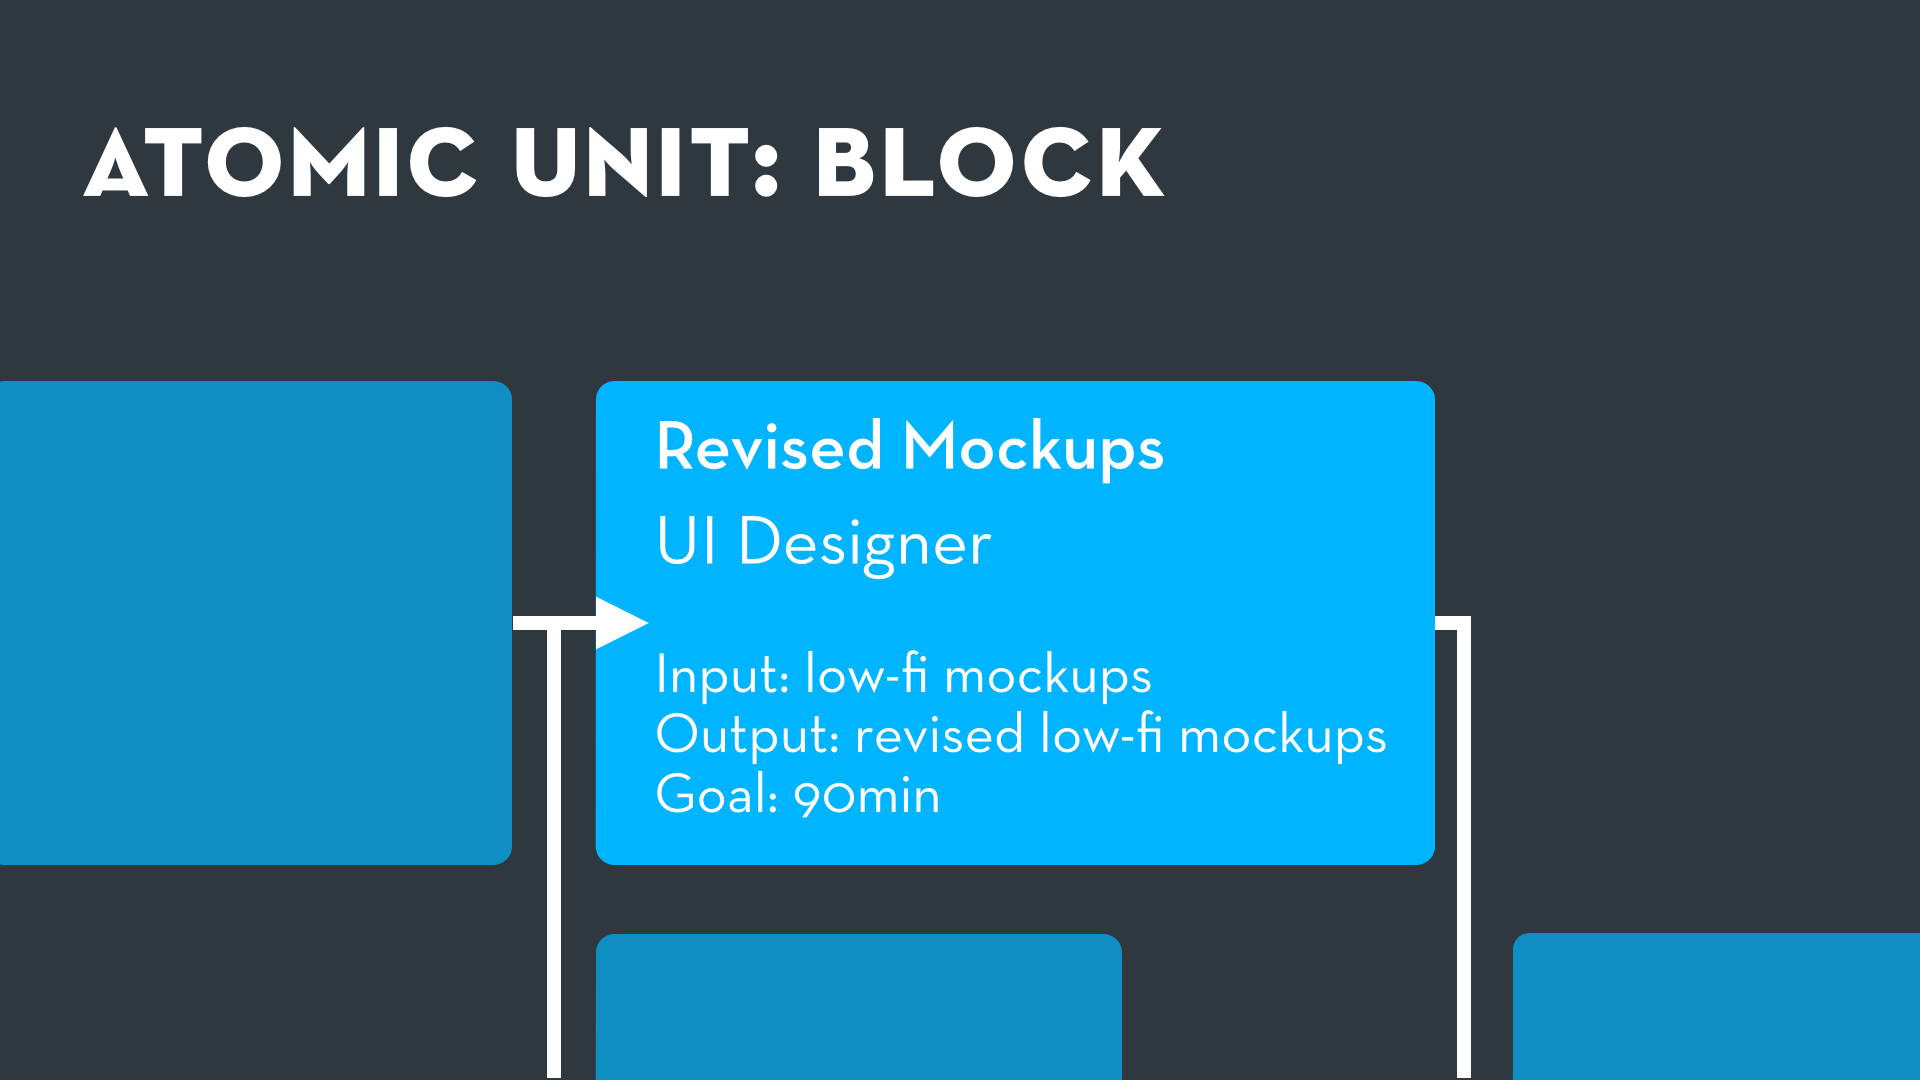 ATOMIC UNIT: BLOCK
Revised Mockups
UI Designer
Input: low-fi mockups
Output: revised low-fi mockups
Goal: 90min